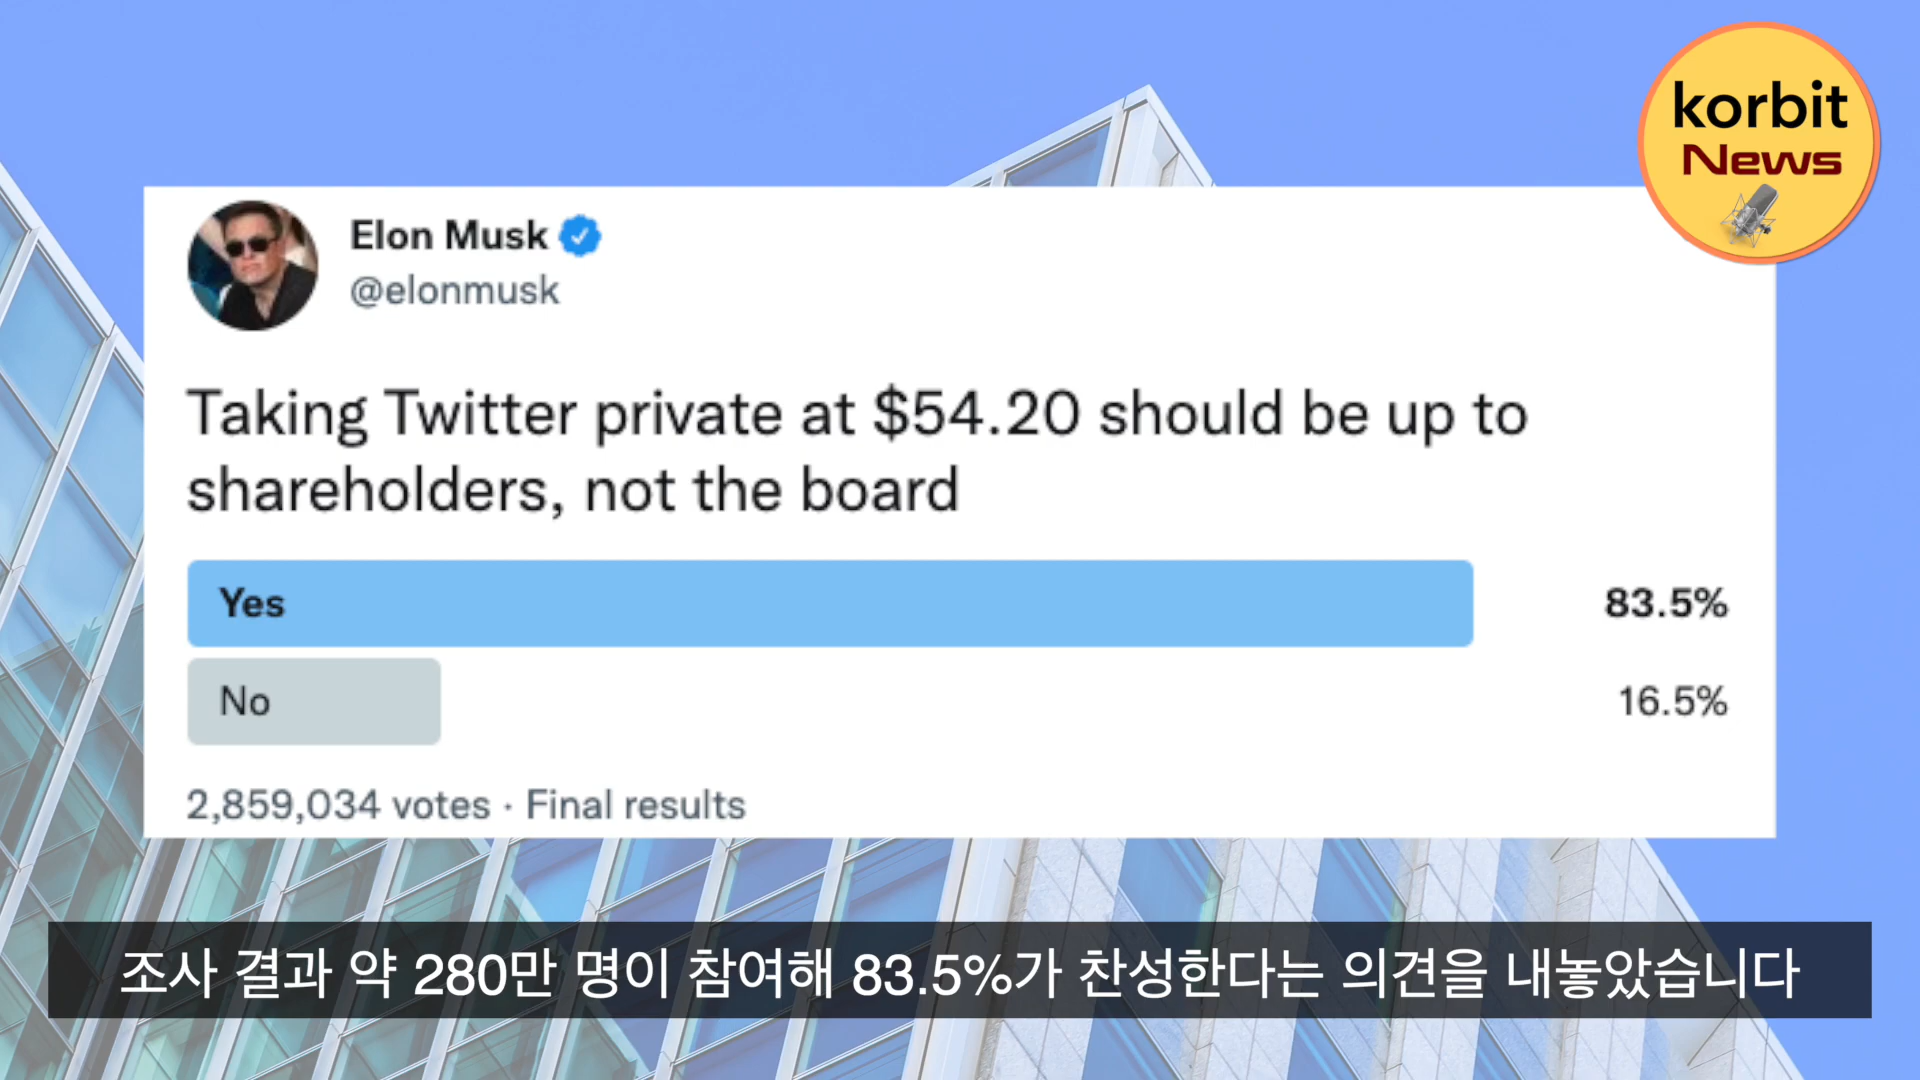 korbit
News
Elon Musk
@elonmusk
Taking Twitter private at $54.20 should be up to
shareholders, not the board
Yes 83.5%
No 16.5%
2,859,034 votes · Final results
조사 결과 약 280만 명이 참여해 83.5%가 찬성한다는 의견을 내놓았습니다